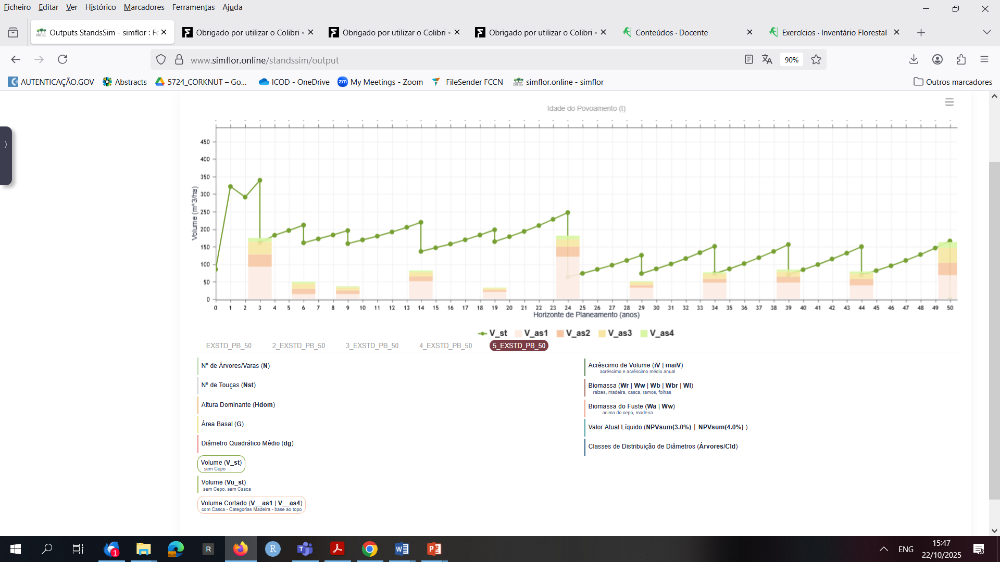 Ficheiro Editar Ver Histórico Marcadores Ferramentas Ajuda
Outputs StandsSim - simflor : Fo
Obrigado por utilizar o Colibri •
Obrigado por utilizar o Colibri •
Obrigado por utilizar o Colibri •
Conteúdos · Docente
Exercícios · Inventário Florestal
www.simflor.online/standssim/output
90%
AUTENTICAÇÃO.GOV
Abstracts
5724_CORKNUT – Go...
ICOD - OneDrive
zm My Meetings - Zoom
FileSender FCCN
simflor.online - simflor
Outros marcadores
Idade do Povoamento (t)
Volume (m^3/ha)
450
400
350
300
250
200
150
100
50
0
0 1 2 3 4 5 6 7 8 9 10 11 12 13 14 15 16 17 18 19 20 21 22 23 24 25 26 27 28 29 30 31 32 33 34 35 36 37 38 39 40 41 42 43 44 45 46 47 48 49 50
Horizonte de Planeamento (anos)
V_st V_as1 V_as2 V_as3 V_as4
EXSTD_PB_50 2_EXSTD_PB_50 3_EXSTD_PB_50 4_EXSTD_PB_50 5_EXSTD_PB_50
Nº de Árvores/Varas (N)
Nº de Touças (Nst)
Altura Dominante (Hdom)
Área Basal (G)
Diâmetro Quadrático Médio (dg)
Volume (V_st)
sem Cepo
Volume (Vu_st)
sem Cepo, sem Casca
Volume Cortado (V__as1 | V__as4)
com Casca - Categorias Madeira - base ao topo
Acréscimo de Volume (iV | maiV)
acréscimo e acréscimo médio anual
Biomassa (Wr | Ww | Wb | Wbr | Wl)
raizes, madeira, casca, ramos, folhas
Biomassa do Fuste (Wa | Ww)
acima do cepo, madeira
Valor Atual Líquido (NPVsum(3.0%) | NPVsum(4.0%) )
Classes de Distribuição de Diâmetros (Árvores/Cld)
1
R
R
ENG
15:47
22/10/2025